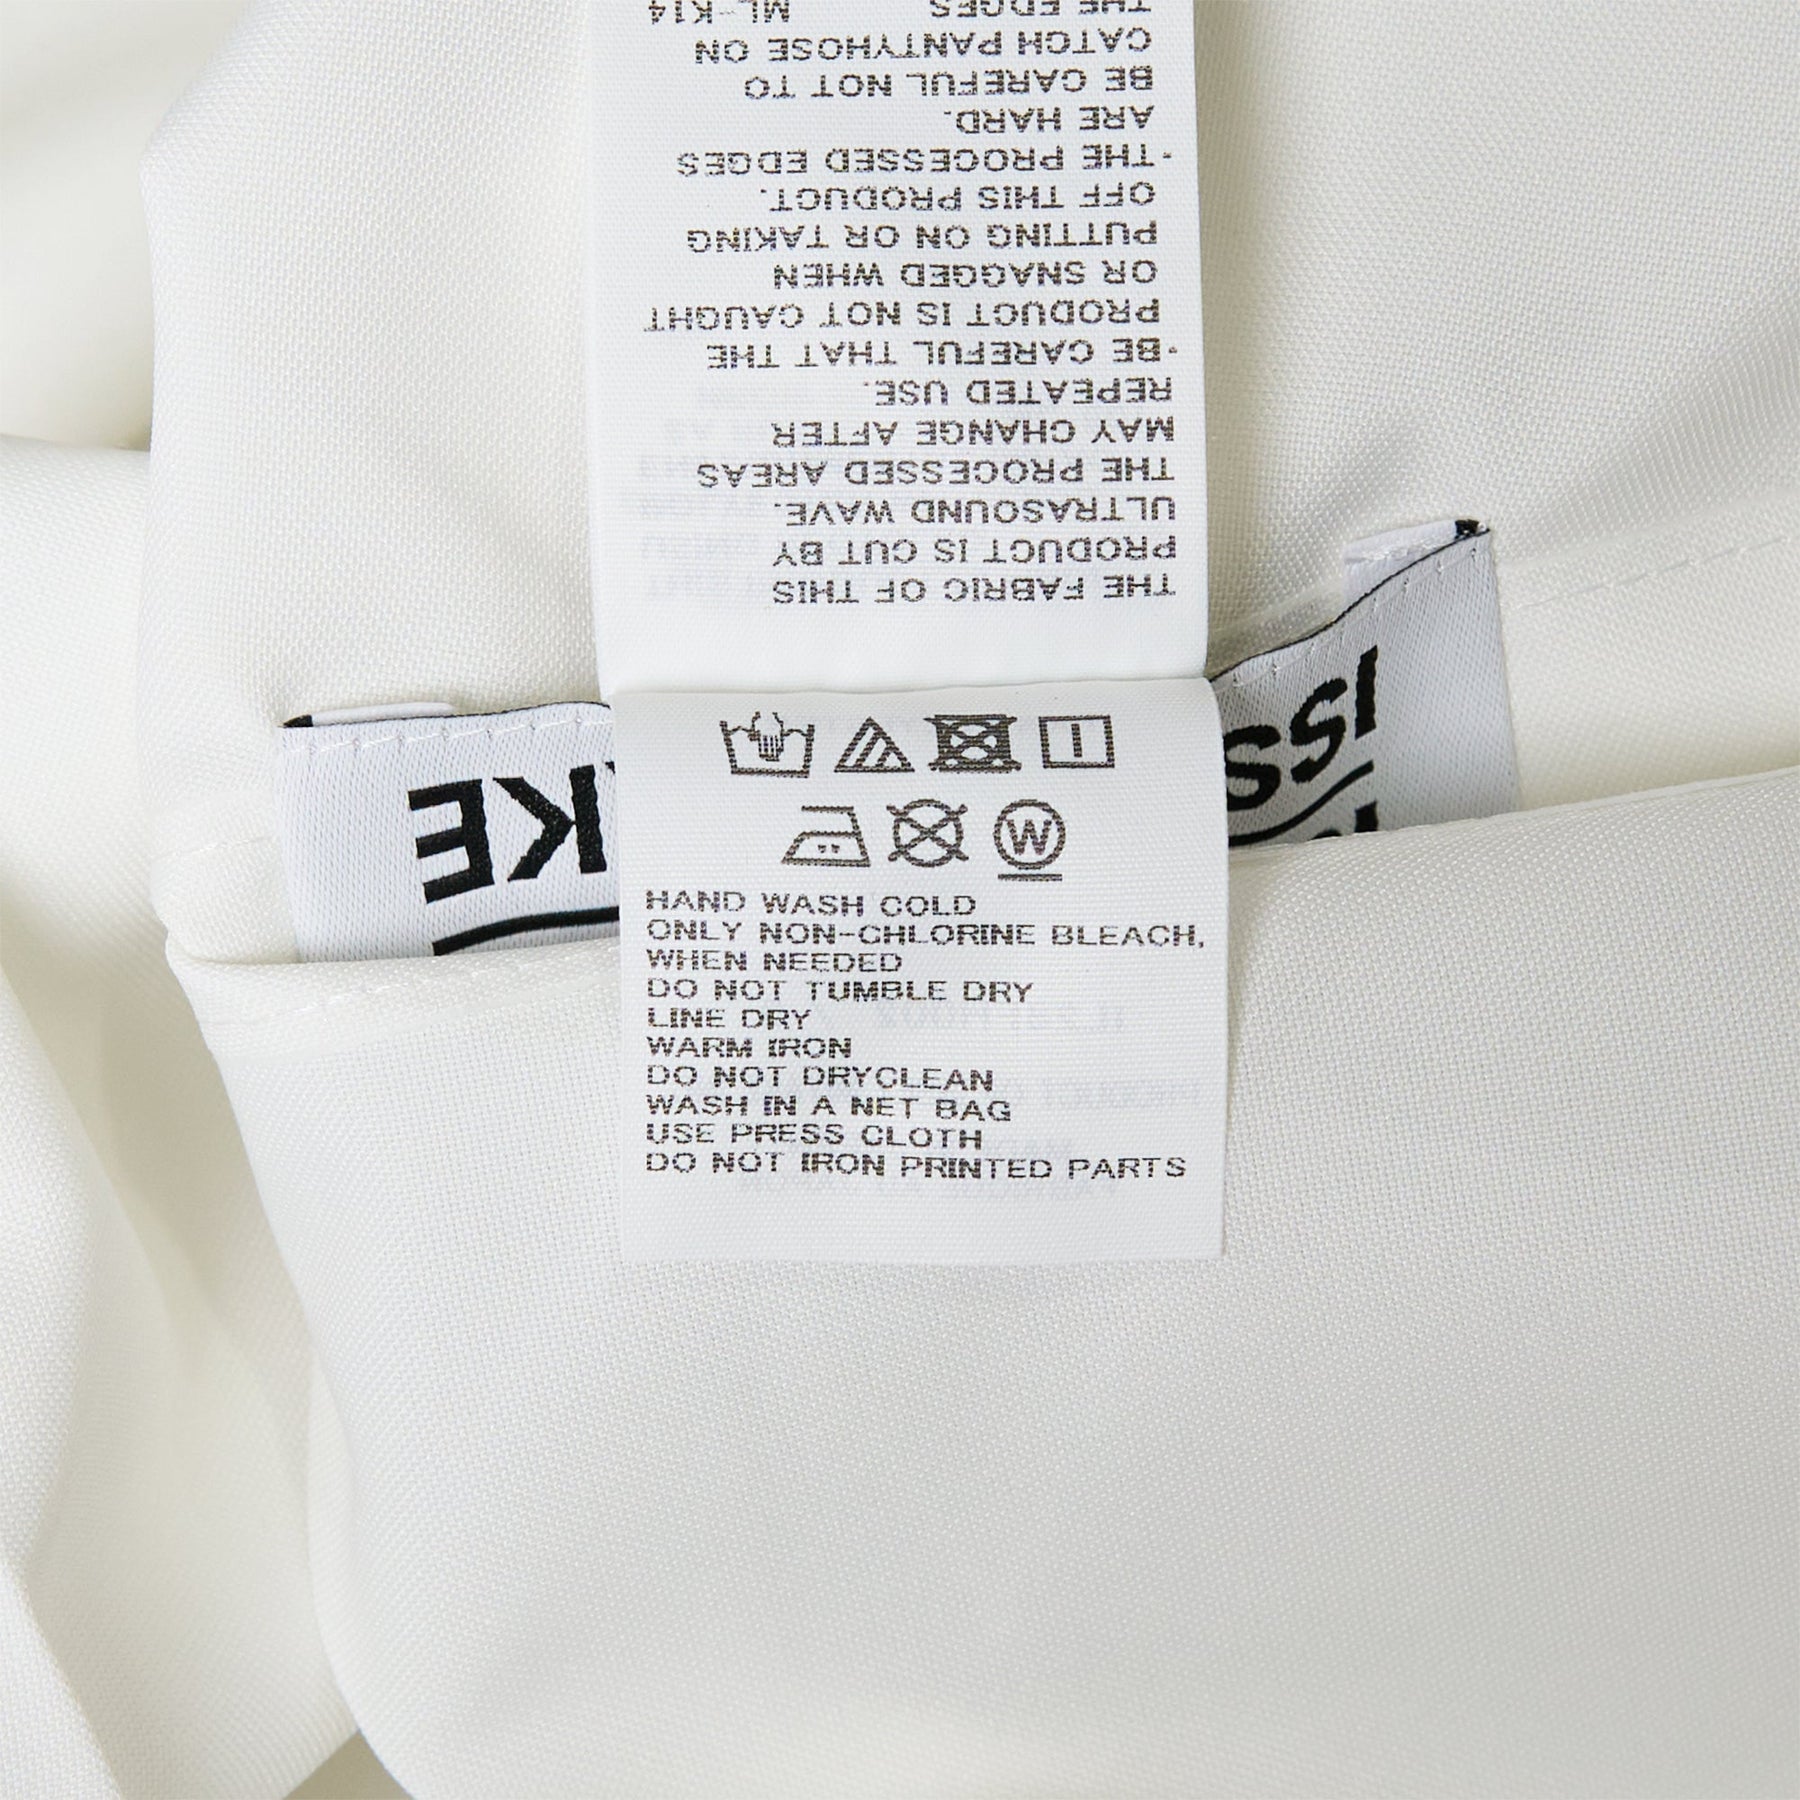 THE FABRIC OF THIS
PRODUCT IS CUT BY
ULTRASOUND WAVE.
THE PROCESSED AREAS
MAY CHANGE AFTER
REPEATED USE.
·BE CAREFUL THAT THE
PRODUCT IS NOT CAUGHT
OR SNAGGED WHEN
PUTTING ON OR TAKING
OFF THIS PRODUCT.
·THE PROCESSED EDGES
ARE HARD.
BE CAREFUL NOT TO
CATCH PANTYHOSE ON
THE EDGES ML-K14
ISS
KE
W
HAND WASH COLD
ONLY NON-CHLORINE BLEACH,
WHEN NEEDED
DO NOT TUMBLE DRY
LINE DRY
WARM IRON
DO NOT DRYCLEAN
WASH IN A NET BAG
USE PRESS CLOTH
DO NOT IRON PRINTED PARTS